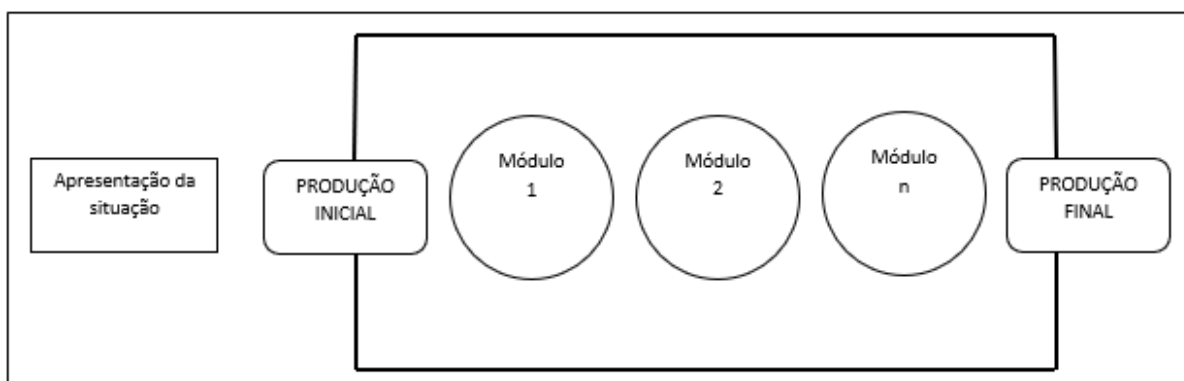 Apresentação da
situação
PRODUÇÃO
INICIAL
Módulo
1
Módulo
2
Módulo
n
PRODUÇÃO
FINAL